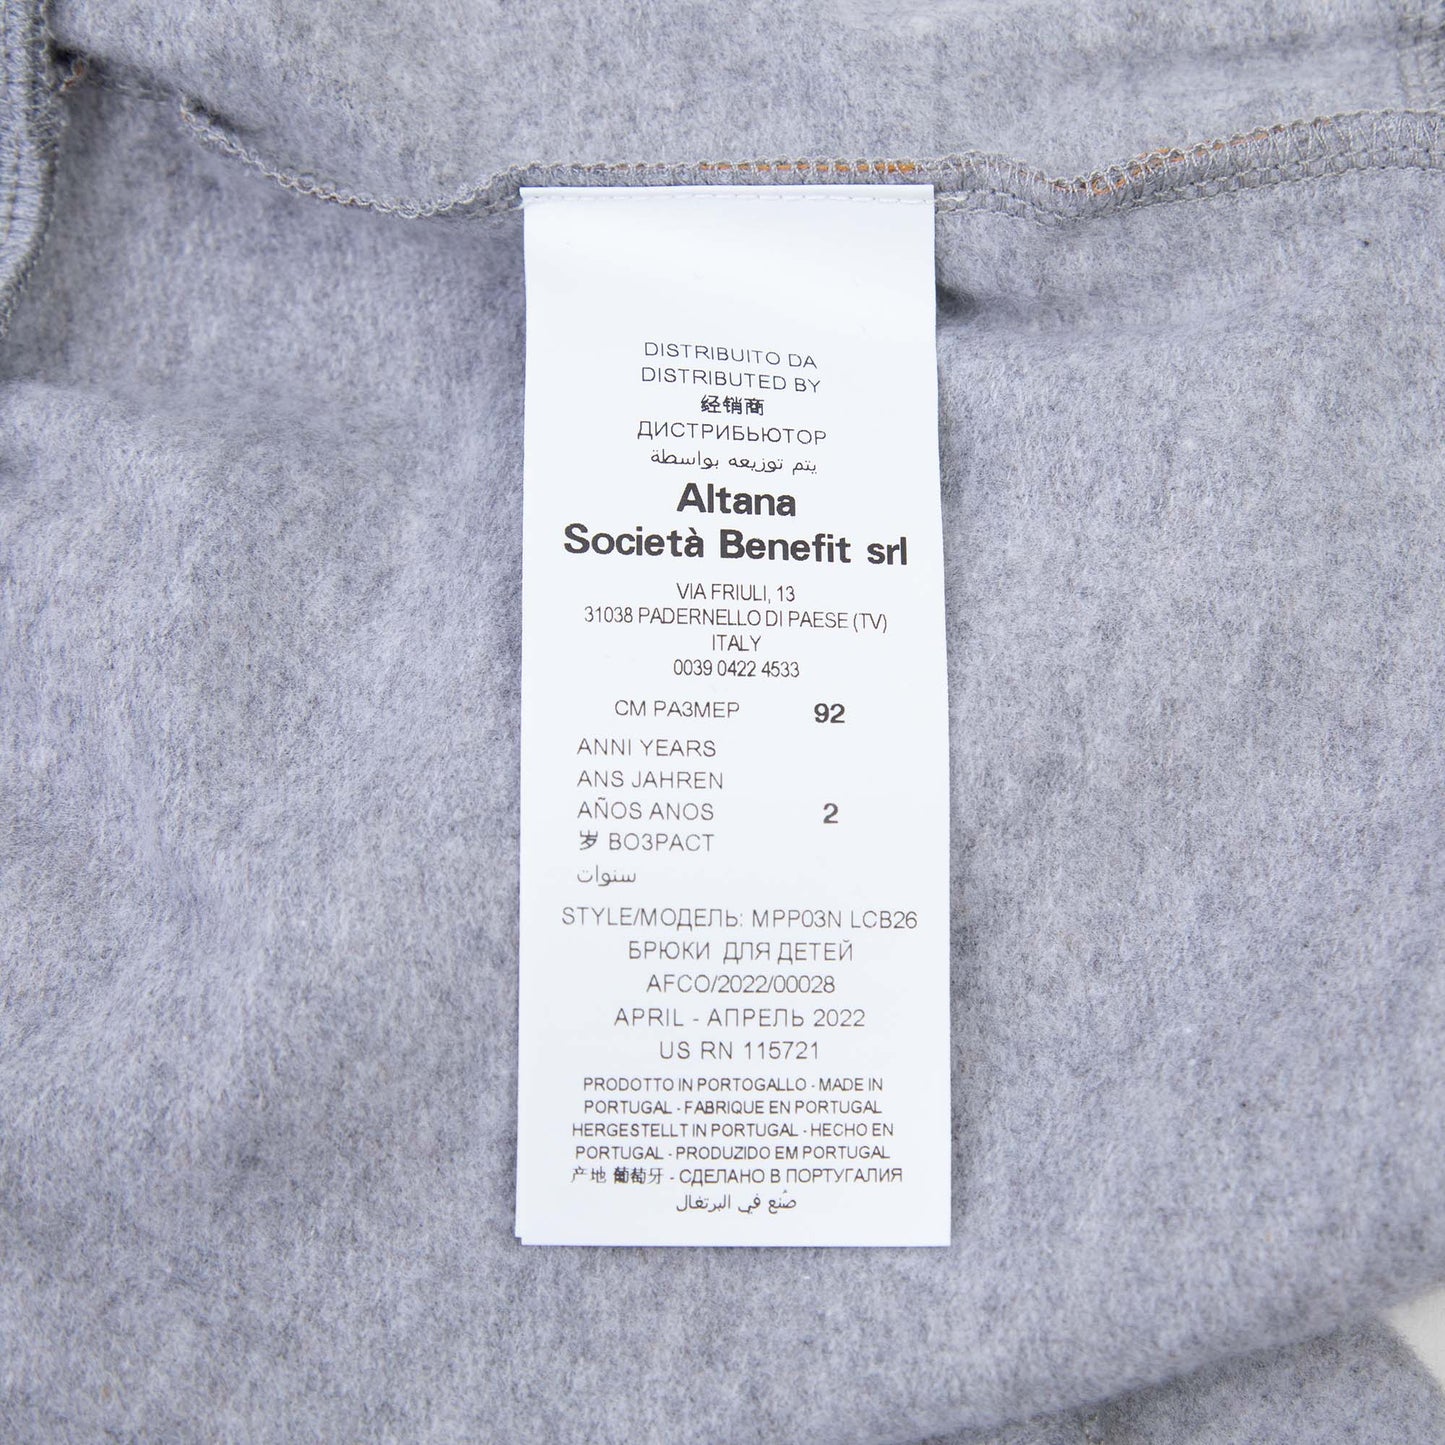 DISTRIBUITO DA
DISTRIBUTED BY
经销商
ДИСТРИБЬЮТОР
يتم توزيعه بواسطة
Altana
Società Benefit srl
VIA FRIULI, 13
31038 PADERNELLO DI PAESE (TV)
ITALY
0039 0422 4533
CM РАЗМЕР 92
ANNI YEARS
ANS JAHREN
AÑOS ANOS 2
岁 ВОЗРАСТ
سنوات
STYLE/МОДЕЛЬ: MPP03N LCB26
БРЮКИ ДЛЯ ДЕТЕЙ
AFCO/2022/00028
APRIL - АПРЕЛЬ 2022
US RN 115721
PRODOTTO IN PORTOGALLO - MADE IN
PORTUGAL - FABRIQUE EN PORTUGAL
HERGESTELLT IN PORTUGAL - HECHO EN
PORTUGAL - PRODUZIDO EM PORTUGAL
产地 葡萄牙 - СДЕЛАНО В ПОРТУГАЛИЯ
صُنع في البرتغال